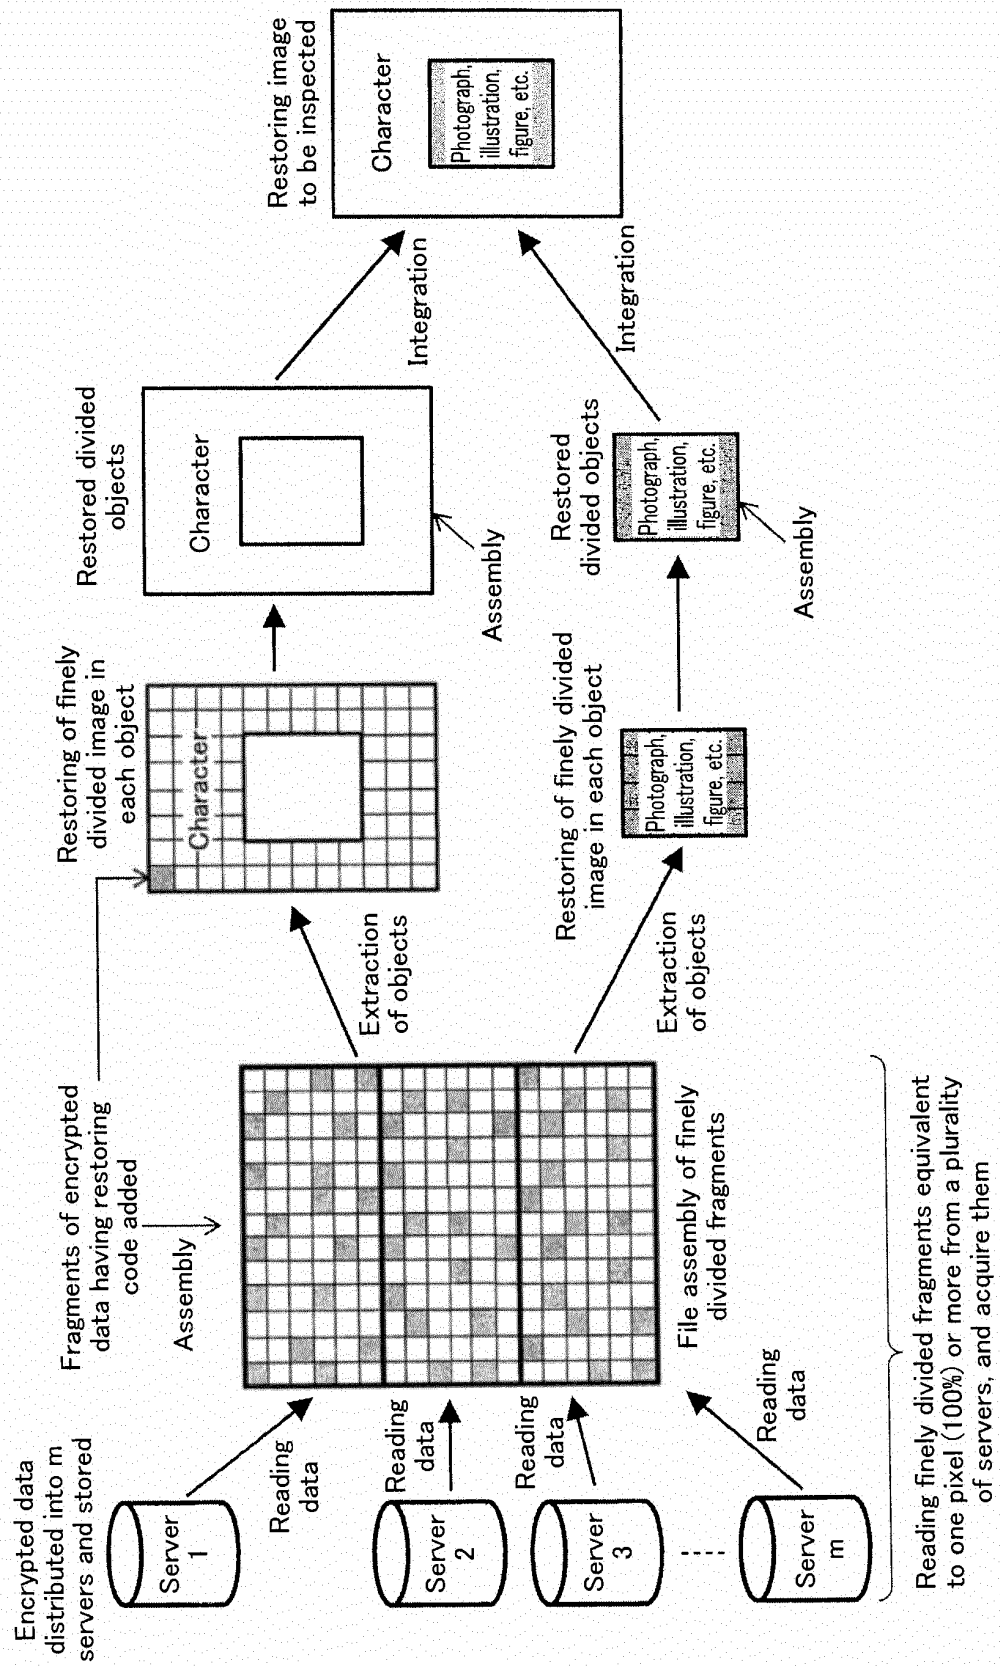 Encrypted data
distributed into m
servers and stored
Server
1
Server
2
Server
3
Server
m
Reading
data
Reading
data
Reading
data
Reading
data
Fragments of encrypted
data having restoring
code added
Assembly
File assembly of finely
divided fragments
Reading finely divided fragments equivalent
to one pixel (100%) or more from a plurality
of servers, and acquire them
Extraction
of objects
Extraction
of objects
Restoring of finely
divided image in
each object
Character
Restoring of finely divided
image in each object
Photograph,
illustration,
figure, etc.
Restored divided
objects
Character
Assembly
Restored
divided objects
Photograph,
illustration,
figure, etc.
Assembly
Integration
Integration
Restoring image
to be inspected
Character
Photograph,
illustration,
figure, etc.